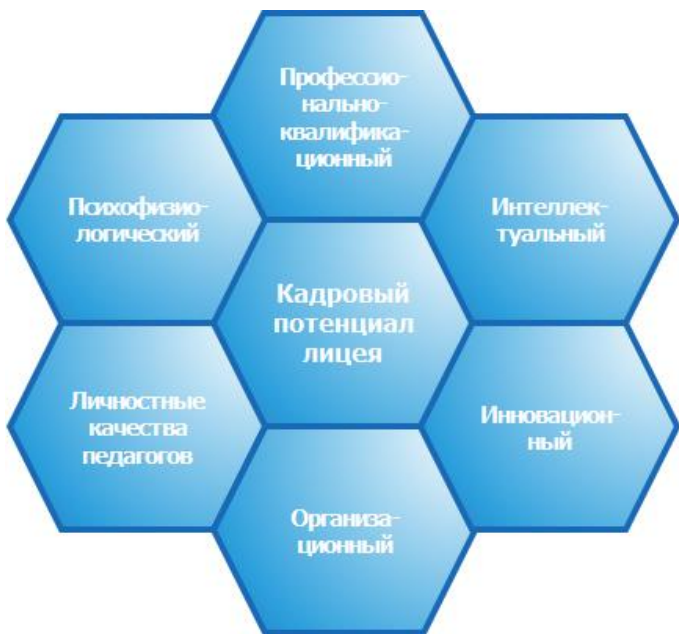 Профессио-
нально-
квалифика-
ционный
Психофизио-
логический
Интеллек-
туальный
Кадровый
потенциал
лицея
Личностные
качества
педагогов
Инновацион-
ный
Организа-
ционный